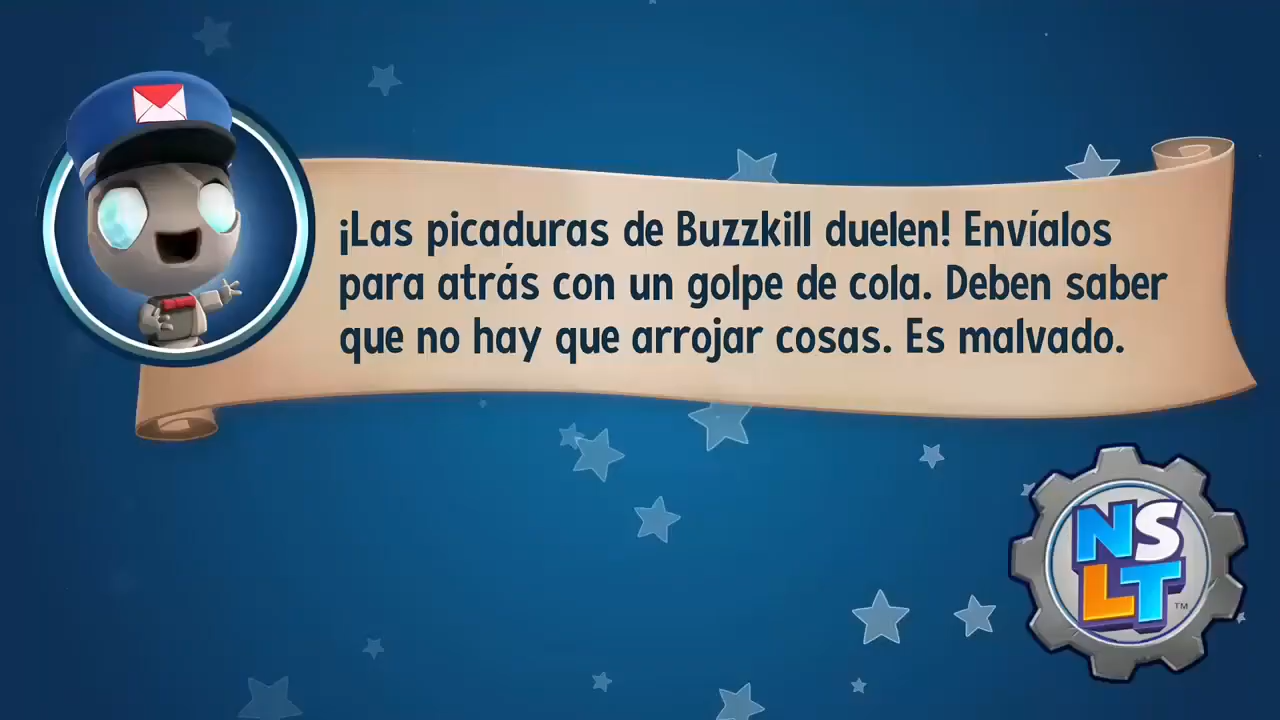 ¡Las picaduras de Buzzkill duelen! Envíalos
para atrás con un golpe de cola. Deben saber
que no hay que arrojar cosas. Es malvado.
NS
LT
TM